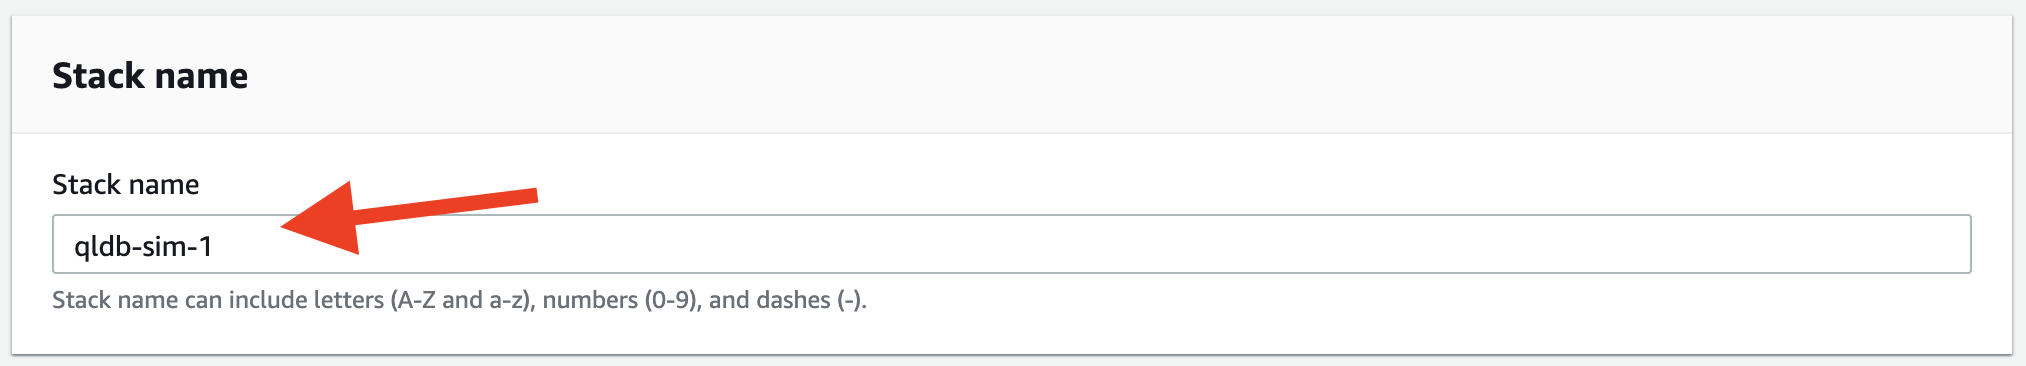 Stack name
Stack name
qldb-sim-1
Stack name can include letters (A-Z and a-z), numbers (0-9), and dashes (-).